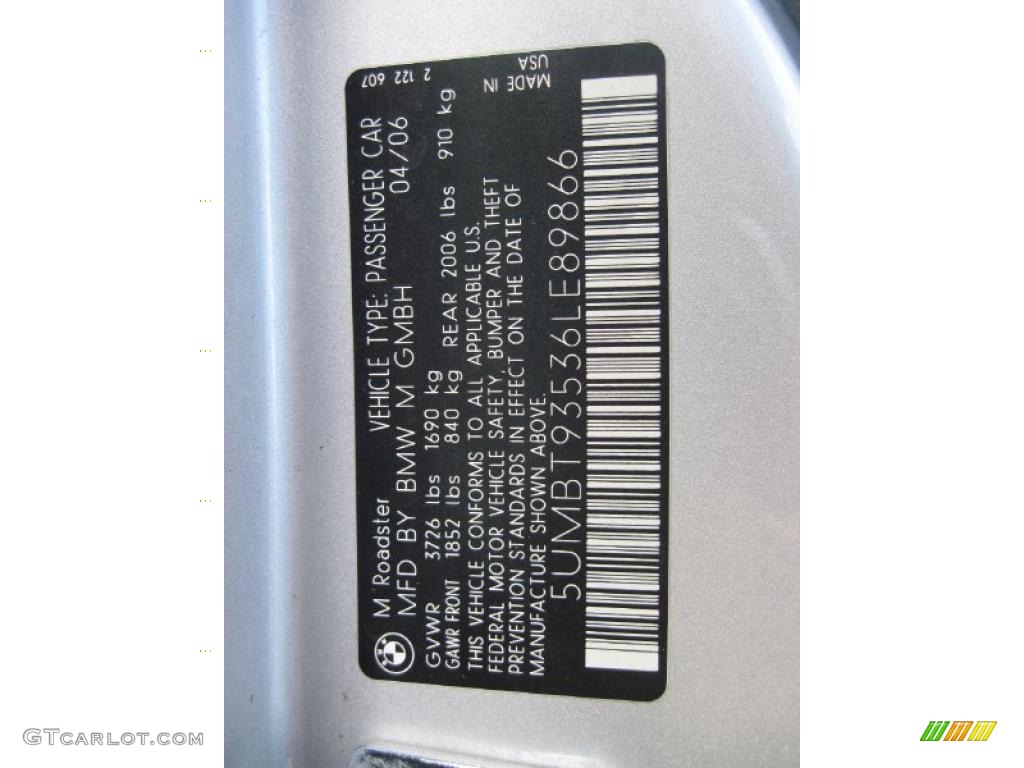 2 122 607
M Roadster VEHICLE TYPE: PASSENGER CAR
MFD BY BMW M GMBH 04/06
GVWR 3726 lbs 1690 kg
GAWR FRONT 1852 lbs 840 kg REAR 2006 lbs 910 kg
THIS VEHICLE CONFORMS TO ALL APPLICABLE U.S.
FEDERAL MOTOR VEHICLE SAFETY, BUMPER AND THEFT
PREVENTION STANDARDS IN EFFECT ON THE DATE OF
MANUFACTURE SHOWN ABOVE.
MADE IN
USA
5UMBT93536LE89866
GTCARLOT.COM